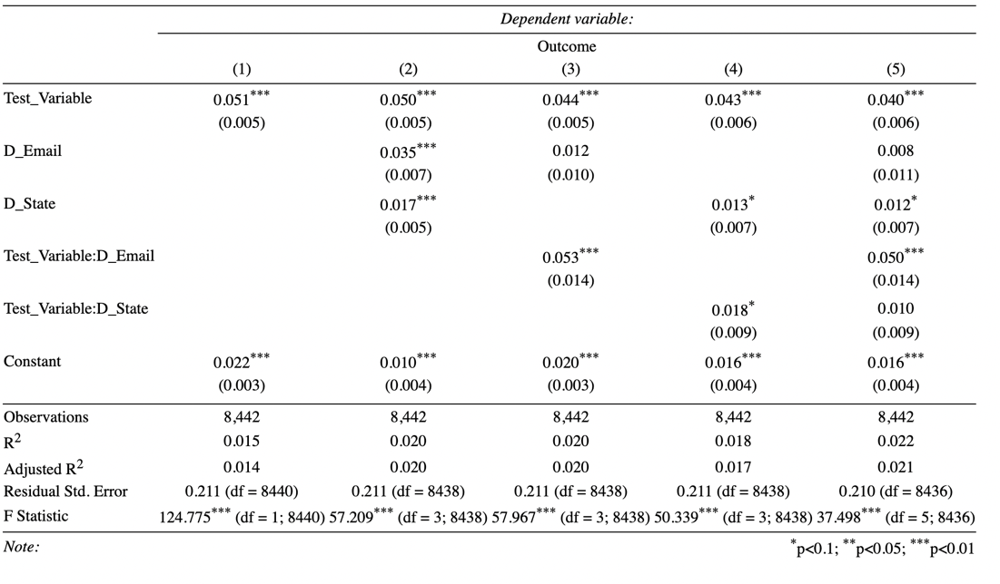 Dependent variable:
Outcome
(1) (2) (3) (4) (5)
Test_Variable 0.051*** 0.050*** 0.044*** 0.043*** 0.040***
(0.005) (0.005) (0.005) (0.006) (0.006)
D_Email 0.035*** 0.012 0.008
(0.007) (0.010) (0.011)
D_State 0.017*** 0.013* 0.012*
(0.005) (0.007) (0.007)
Test_Variable:D_Email 0.053*** 0.050***
(0.014) (0.014)
Test_Variable:D_State 0.018* 0.010
(0.009) (0.009)
Constant 0.022*** 0.010*** 0.020*** 0.016*** 0.016***
(0.003) (0.004) (0.003) (0.004) (0.004)
Observations 8,442 8,442 8,442 8,442 8,442
R2 0.015 0.020 0.020 0.018 0.022
Adjusted R2 0.014 0.020 0.020 0.017 0.021
Residual Std. Error 0.211 (df = 8440) 0.211 (df = 8438) 0.211 (df = 8438) 0.211 (df = 8438) 0.210 (df = 8436)
F Statistic 124.775*** (df = 1; 8440) 57.209*** (df = 3; 8438) 57.967*** (df = 3; 8438) 50.339*** (df = 3; 8438) 37.498*** (df = 5; 8436)
Note: *p<0.1; **p<0.05; ***p<0.01